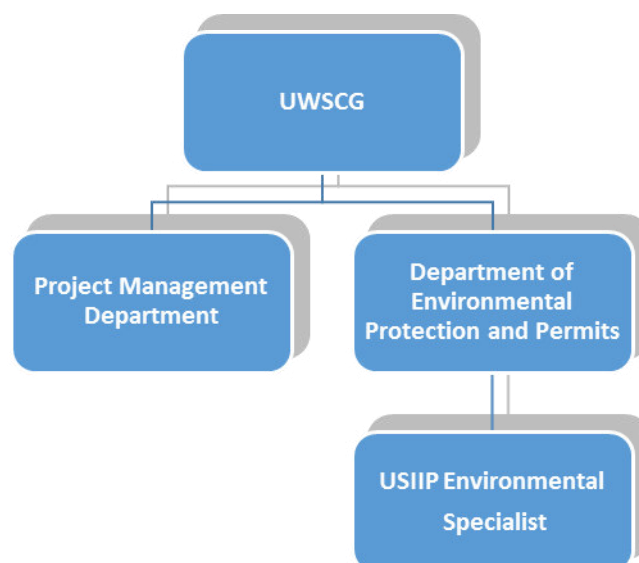 UWSCG
Project Management
Department
Department of
Environmental
Protection and Permits
USIIP Environmental
Specialist